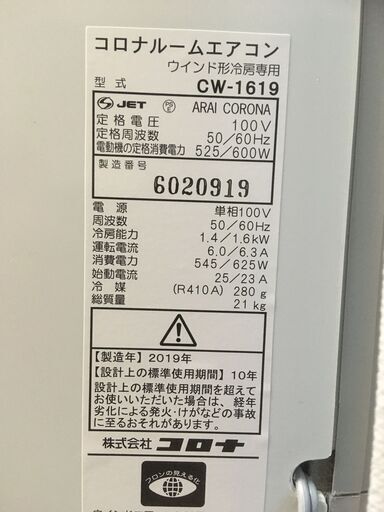 コロナルームエアコン
ウインド形冷房専用
型式 CW-1619
JET PSE ARAI CORONA
定格電圧 100V
定格周波数 50/60Hz
電動機の定格消費電力 525/600W
製造番号
6020919
電源 単相100V
周波数 50/60Hz
冷房能力 1.4/1.6kW
運転電流 6.0/6.3A
消費電力 545/625W
始動電流 25/23A
冷媒 (R410A) 280g
総質量 21kg
【製造年】2019年
【設計上の標準使用期間】10年
設計上の標準使用期間を超えて
お使いいただいた場合は、経年
劣化による発火・けがなどの事故
に至るおそれがあります。
株式会社 コロナ
フロンの見える化